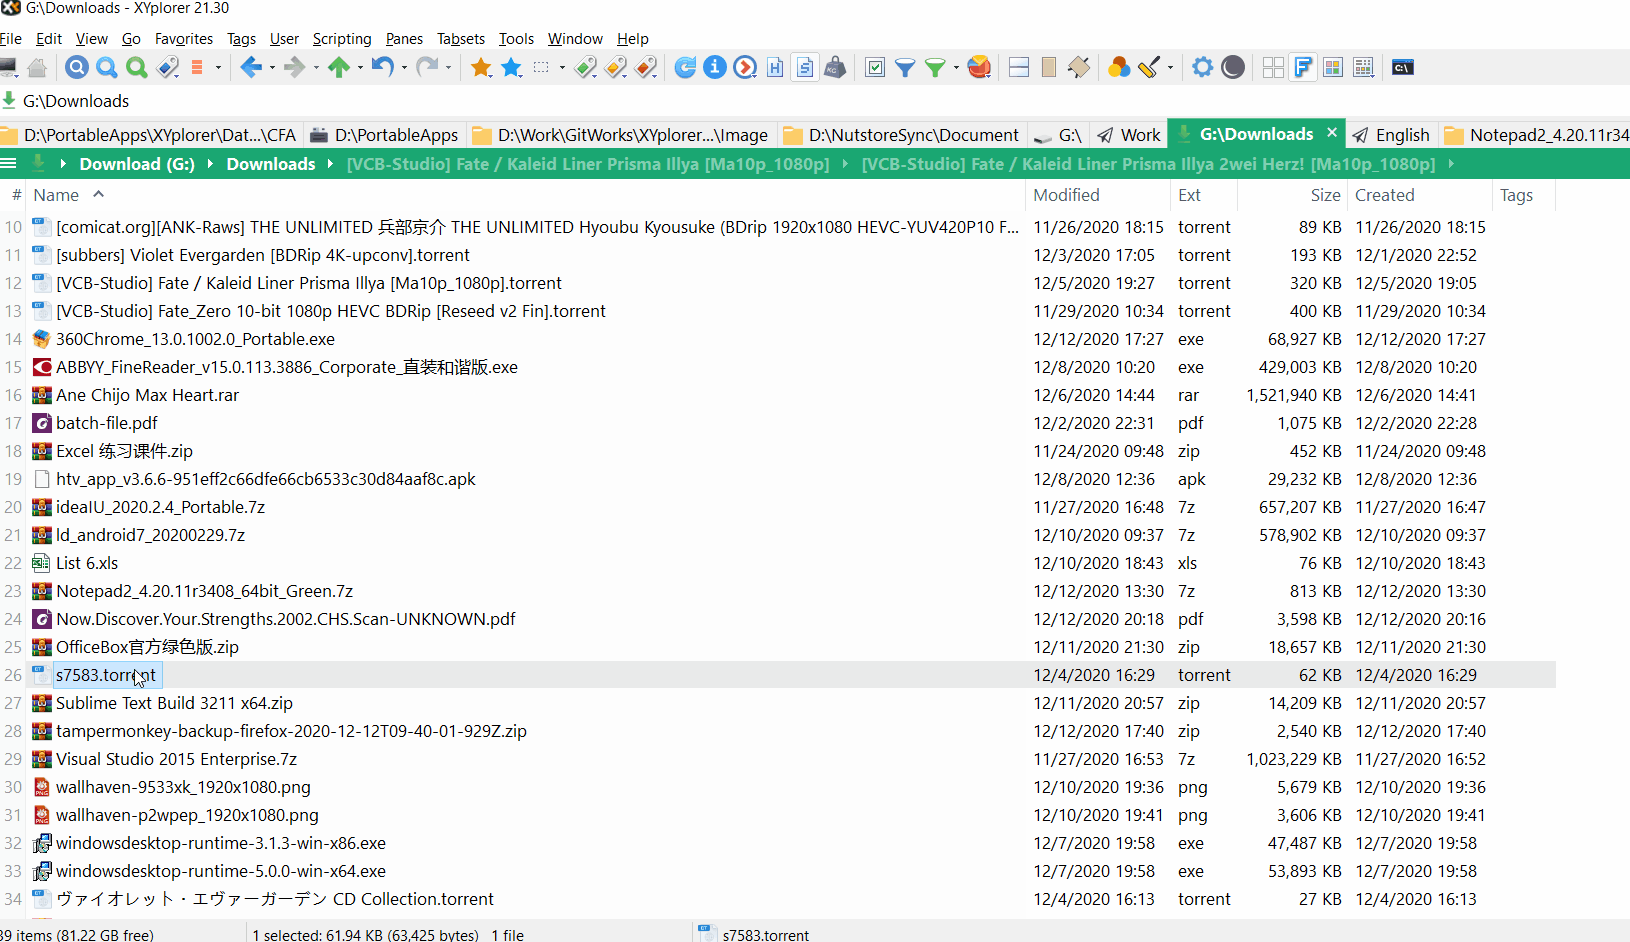 G:\Downloads - XYplorer 21.30
File Edit View Go Favorites Tags User Scripting Panes Tabsets Tools Window Help
G:\Downloads
D:\PortableApps\XYplorer\Dat...\CFA D:\PortableApps D:\Work\GitWorks\XYplorer...\Image D:\NutstoreSync\Document G:\ Work G:\Downloads × English Notepad2_4.20.11r34
Download (G:) Downloads [VCB-Studio] Fate / Kaleid Liner Prisma Illya [Ma10p_1080p] [VCB-Studio] Fate / Kaleid Liner Prisma Illya 2wei Herz! [Ma10p_1080p]
# Name Modified Ext Size Created Tags
10 [comicat.org][ANK-Raws] THE UNLIMITED 兵部京介 THE UNLIMITED Hyoubu Kyousuke (BDrip 1920x1080 HEVC-YUV420P10 F... 11/26/2020 18:15 torrent 89 KB 11/26/2020 18:15
11 [subbers] Violet Evergarden [BDRip 4K-upconv].torrent 12/3/2020 17:05 torrent 193 KB 12/1/2020 22:52
12 [VCB-Studio] Fate / Kaleid Liner Prisma Illya [Ma10p_1080p].torrent 12/5/2020 19:27 torrent 320 KB 12/5/2020 19:05
13 [VCB-Studio] Fate_Zero 10-bit 1080p HEVC BDRip [Reseed v2 Fin].torrent 11/29/2020 10:34 torrent 400 KB 11/29/2020 10:34
14 360Chrome_13.0.1002.0_Portable.exe 12/12/2020 17:27 exe 68,927 KB 12/12/2020 17:27
15 ABBYY_FineReader_v15.0.113.3886_Corporate_直装和谐版.exe 12/8/2020 10:20 exe 429,003 KB 12/8/2020 10:20
16 Ane Chijo Max Heart.rar 12/6/2020 14:44 rar 1,521,940 KB 12/6/2020 14:41
17 batch-file.pdf 12/2/2020 22:31 pdf 1,075 KB 12/2/2020 22:28
18 Excel 练习课件.zip 11/24/2020 09:48 zip 452 KB 11/24/2020 09:48
19 htv_app_v3.6.6-951eff2c66dfe66cb6533c30d84aaf8c.apk 12/8/2020 12:36 apk 29,232 KB 12/8/2020 12:36
20 ideaIU_2020.2.4_Portable.7z 11/27/2020 16:48 7z 657,207 KB 11/27/2020 16:47
21 ld_android7_20200229.7z 12/10/2020 09:37 7z 578,902 KB 12/10/2020 09:37
22 List 6.xls 12/10/2020 18:43 xls 76 KB 12/10/2020 18:43
23 Notepad2_4.20.11r3408_64bit_Green.7z 12/12/2020 13:30 7z 813 KB 12/12/2020 13:30
24 Now.Discover.Your.Strengths.2002.CHS.Scan-UNKNOWN.pdf 12/12/2020 20:18 pdf 3,598 KB 12/12/2020 20:16
25 OfficeBox官方绿色版.zip 12/11/2020 21:30 zip 18,657 KB 12/11/2020 21:30
26 s7583.torrent 12/4/2020 16:29 torrent 62 KB 12/4/2020 16:29
27 Sublime Text Build 3211 x64.zip 12/11/2020 20:57 zip 14,209 KB 12/11/2020 20:57
28 tampermonkey-backup-firefox-2020-12-12T09-40-01-929Z.zip 12/12/2020 17:40 zip 2,540 KB 12/12/2020 17:40
29 Visual Studio 2015 Enterprise.7z 11/27/2020 16:53 7z 1,023,229 KB 11/27/2020 16:52
30 wallhaven-9533xk_1920x1080.png 12/10/2020 19:36 png 5,679 KB 12/10/2020 19:36
31 wallhaven-p2wpep_1920x1080.png 12/10/2020 19:41 png 3,606 KB 12/10/2020 19:41
32 windowsdesktop-runtime-3.1.3-win-x86.exe 12/7/2020 19:58 exe 47,487 KB 12/7/2020 19:58
33 windowsdesktop-runtime-5.0.0-win-x64.exe 12/7/2020 19:58 exe 53,893 KB 12/7/2020 19:58
34 ヴァイオレット・エヴァーガーデン CD Collection.torrent 12/4/2020 16:13 torrent 27 KB 12/4/2020 16:13
39 items (81.22 GB free) 1 selected: 61.94 KB (63,425 bytes) 1 file s7583.torrent